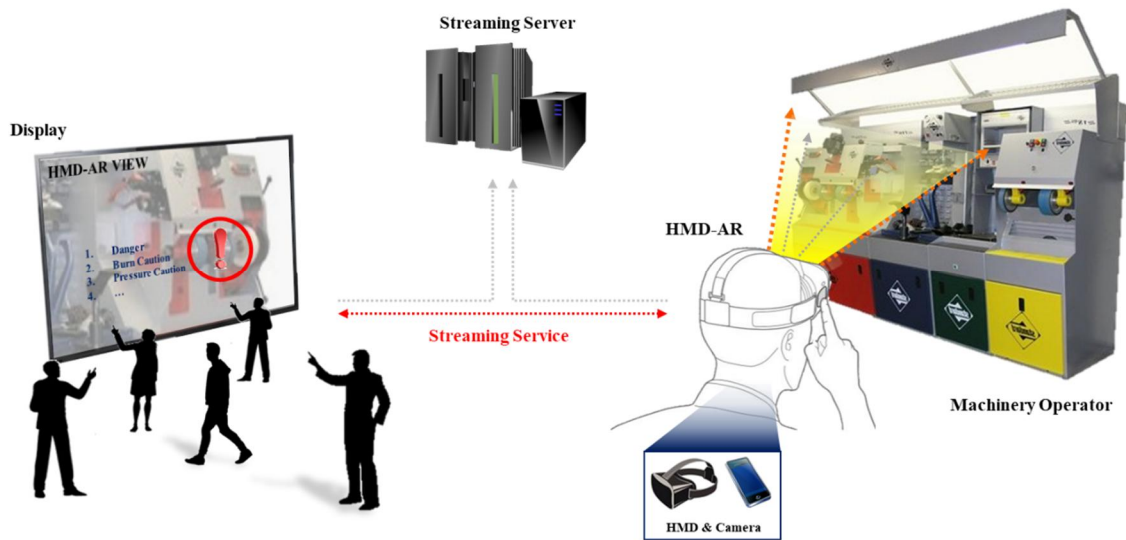 Streaming Server
Display
HMD-AR VIEW
1. Danger
2. Burn Caution
3. Pressure Caution
4. ...
HMD-AR
Streaming Service
Machinery Operator
HMD & Camera